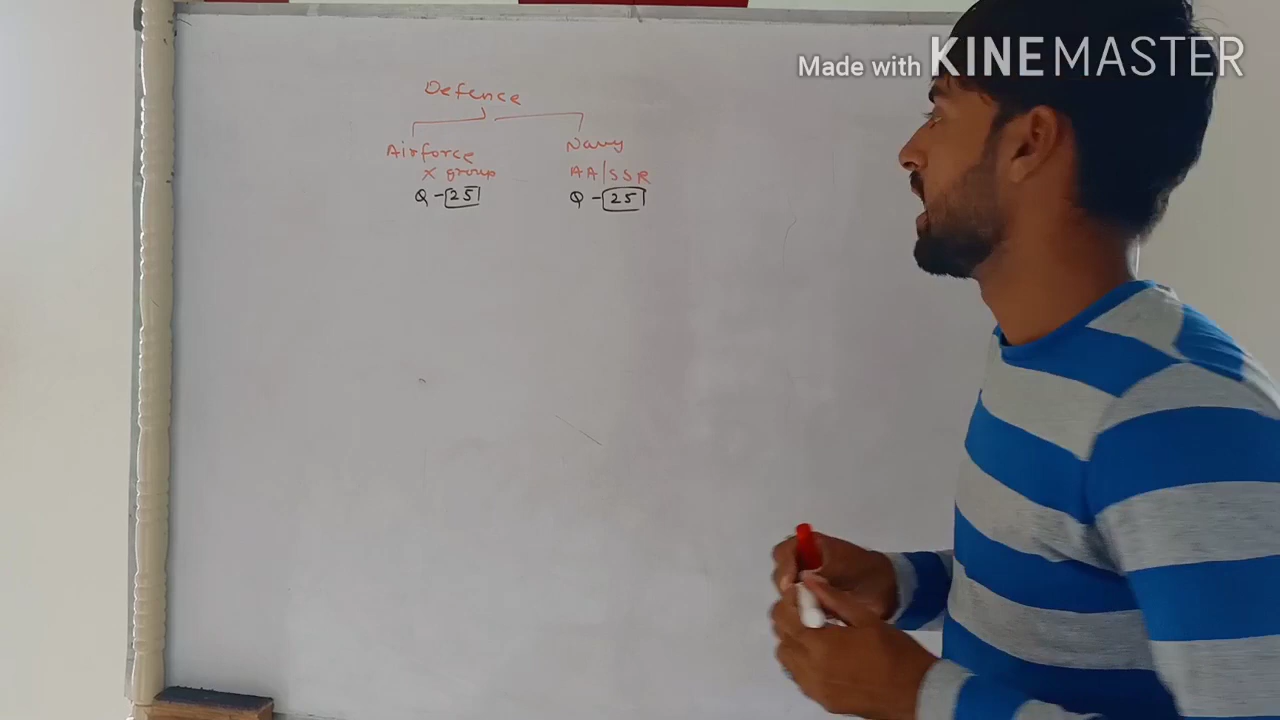 Made with KINEMASTER
Defence
Airforce Navy
X group AA/SSR
Q-25 Q-25